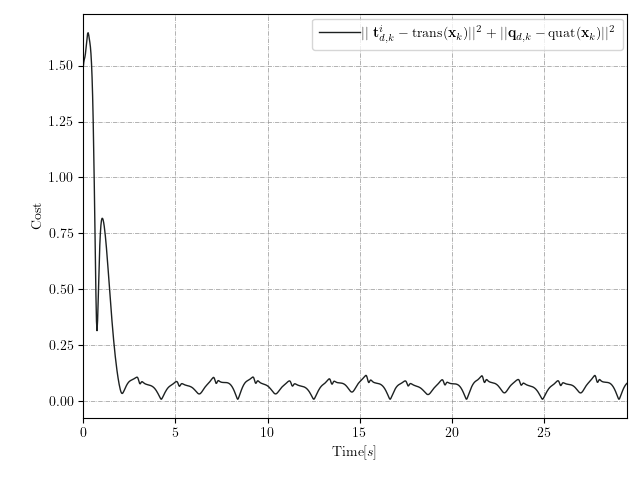 || t^i_{d,k} − trans(x_k)||^2 + ||q_{d,k} − quat(x_k)||^2
1.50
1.25
1.00
0.75
0.50
0.25
0.00
Cost
0 5 10 15 20 25
Time[s]